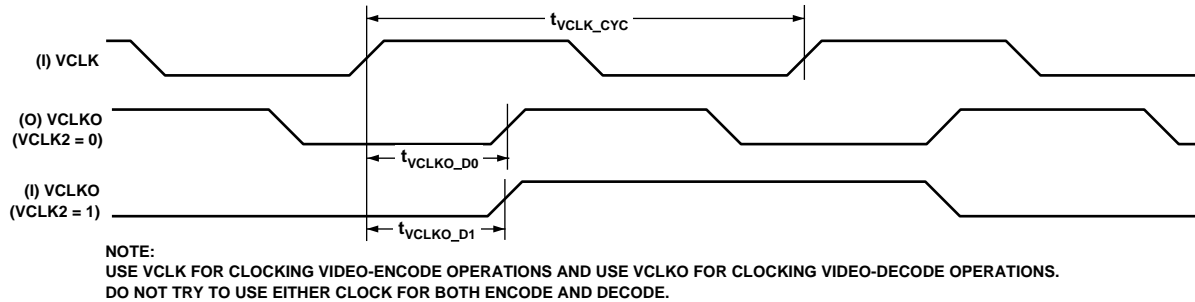 tVCLK_CYC
(I) VCLK
(O) VCLKO
(VCLK2 = 0)
tVCLKO_D0
(I) VCLKO
(VCLK2 = 1)
tVCLKO_D1
NOTE:
USE VCLK FOR CLOCKING VIDEO-ENCODE OPERATIONS AND USE VCLKO FOR CLOCKING VIDEO-DECODE OPERATIONS.
DO NOT TRY TO USE EITHER CLOCK FOR BOTH ENCODE AND DECODE.